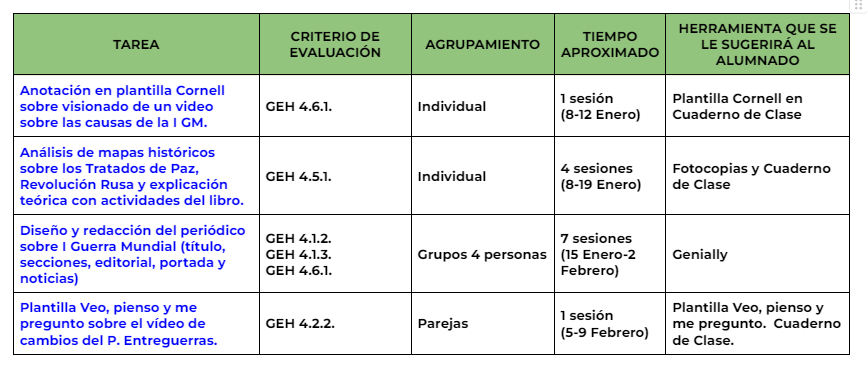 TAREA
CRITERIO DE
EVALUACIÓN
AGRUPAMIENTO
TIEMPO
APROXIMADO
HERRAMIENTA QUE SE
LE SUGERIRÁ AL
ALUMNADO
Anotación en plantilla Cornell
sobre visionado de un video
sobre las causas de la I GM.
GEH 4.6.1.
Individual
1 sesión
(8-12 Enero)
Plantilla Cornell en
Cuaderno de Clase
Análisis de mapas históricos
sobre los Tratados de Paz,
Revolución Rusa y explicación
teórica con actividades del libro.
GEH 4.5.1.
Individual
4 sesiones
(8-19 Enero)
Fotocopias y Cuaderno
de Clase
Diseño y redacción del periódico
sobre I Guerra Mundial (título,
secciones, editorial, portada y
noticias)
GEH 4.1.2.
GEH 4.1.3.
GEH 4.6.1.
Grupos 4 personas
7 sesiones
(15 Enero-2
Febrero)
Genially
Plantilla Veo, pienso y me
pregunto sobre el vídeo de
cambios del P. Entreguerras.
GEH 4.2.2.
Parejas
1 sesión
(5-9 Febrero)
Plantilla Veo, pienso y
me pregunto.  Cuaderno
de Clase.